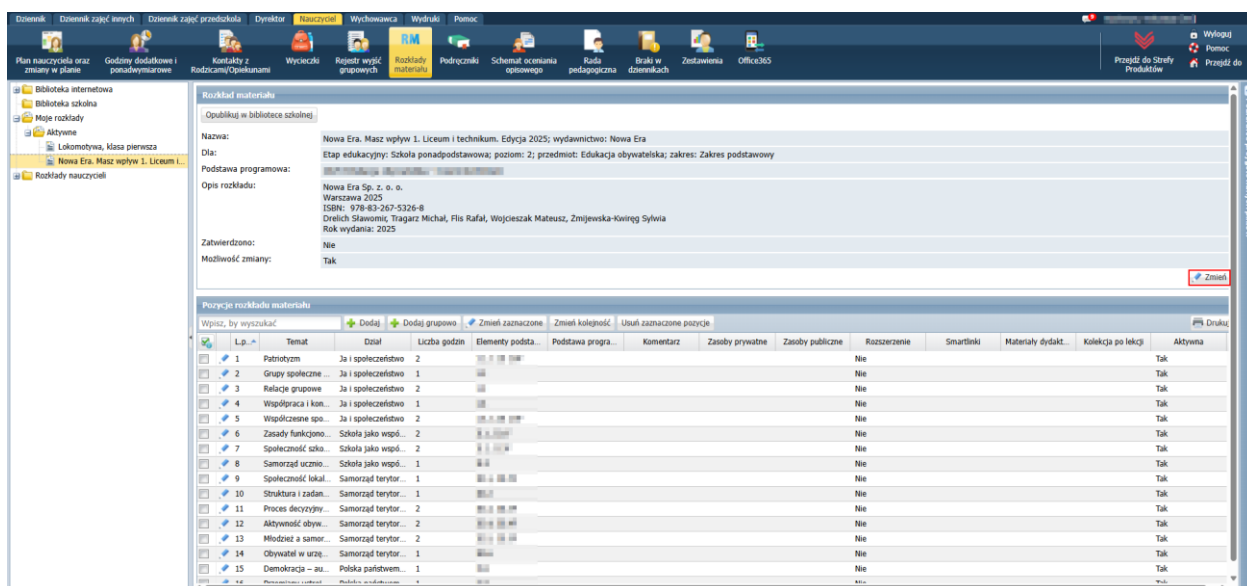 Dziennik Dziennik zajęć innych Dziennik zajęć przedszkola Dyrektor Nauczyciel Wychowawca Wydruki Pomoc
Plan nauczyciela oraz zmiany w planie
Godziny dodatkowe i ponadwymiarowe
Kontakty z Rodzicami/Opiekunami
Wycieczki
Rejestr wyjść grupowych
RM
Rozkłady materiału
Podręczniki
Schemat oceniania opisowego
Rada pedagogiczna
Braki w dziennikach
Zestawienia
Office365
Przejdź do Strefy Produktów
Wyloguj
Pomoc
Przejdź do
Biblioteka internetowa
Biblioteka szkolna
Moje rozkłady
Aktywne
Lokomotywa, klasa pierwsza
Nowa Era. Masz wpływ 1. Liceum i...
Rozkłady nauczycieli
Rozkład materiału
Opublikuj w bibliotece szkolnej
Nazwa: Nowa Era. Masz wpływ 1. Liceum i technikum. Edycja 2025; wydawnictwo: Nowa Era
Dla: Etap edukacyjny: Szkoła ponadpodstawowa; poziom: 2; przedmiot: Edukacja obywatelska; zakres: Zakres podstawowy
Podstawa programowa:
Opis rozkładu: Nowa Era Sp. z. o. o.
Warszawa 2025
ISBN: 978-83-267-5326-8
Drelich Sławomir, Tragarz Michał, Flis Rafał, Wojcieszak Mateusz, Żmijewska-Kwiręg Sylwia
Rok wydania: 2025
Zatwierdzono: Nie
Możliwość zmiany: Tak
Zmień
Pozycje rozkładu materiału
Wpisz, by wyszukać Dodaj Dodaj grupowo Zmień zaznaczone Zmień kolejność Usuń zaznaczone pozycje Drukuj
L.p... Temat Dział Liczba godzin Elementy podsta... Podstawa progra... Komentarz Zasoby prywatne Zasoby publiczne Rozszerzenie Smartlinki Materiały dydakt... Kolekcja po lekcji Aktywna
1 Patriotyzm Ja i społeczeństwo 2 Nie Tak
2 Grupy społeczne ... Ja i społeczeństwo 1 Nie Tak
3 Relacje grupowe Ja i społeczeństwo 2 Nie Tak
4 Współpraca i kon... Ja i społeczeństwo 1 Nie Tak
5 Współczesne spo... Ja i społeczeństwo 2 Nie Tak
6 Zasady funkcjono... Szkoła jako wspó... 2 Nie Tak
7 Społeczność szko... Szkoła jako wspó... 2 Nie Tak
8 Samorząd ucznio... Szkoła jako wspó... 1 Nie Tak
9 Społeczność lokal... Samorząd terytor... 1 Nie Tak
10 Struktura i zadan... Samorząd terytor... 1 Nie Tak
11 Proces decyzyjny... Samorząd terytor... 2 Nie Tak
12 Aktywność obyw... Samorząd terytor... 2 Nie Tak
13 Młodzież a samor... Samorząd terytor... 2 Nie Tak
14 Obywatel w urzę... Samorząd terytor... 1 Nie Tak
15 Demokracja – au... Polska państwem... 1 Nie Tak